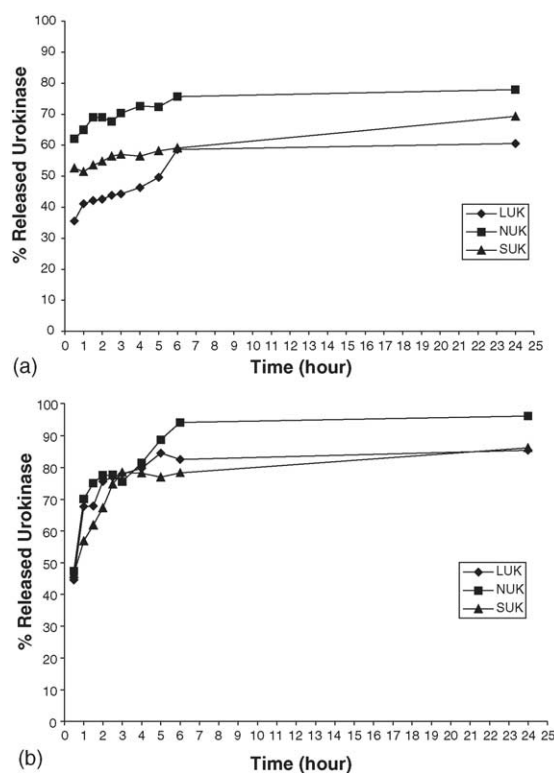 % Released Urokinase
100
90
80
70
60
50
40
30
20
10
0
LUK
NUK
SUK
0 1 2 3 4 5 6 7 8 9 10 11 12 13 14 15 16 17 18 19 20 21 22 23 24 25
(a)
Time (hour)
% Released Urokinase
100
90
80
70
60
50
40
30
20
10
0
LUK
NUK
SUK
0 1 2 3 4 5 6 7 8 9 10 11 12 13 14 15 16 17 18 19 20 21 22 23 24 25
(b)
Time (hour)